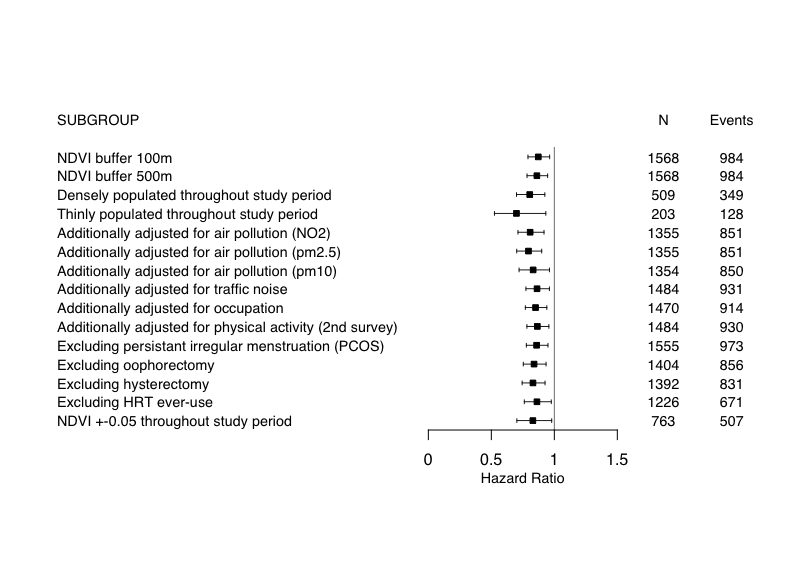 SUBGROUP N Events
NDVI buffer 100m 1568 984
NDVI buffer 500m 1568 984
Densely populated throughout study period 509 349
Thinly populated throughout study period 203 128
Additionally adjusted for air pollution (NO2) 1355 851
Additionally adjusted for air pollution (pm2.5) 1355 851
Additionally adjusted for air pollution (pm10) 1354 850
Additionally adjusted for traffic noise 1484 931
Additionally adjusted for occupation 1470 914
Additionally adjusted for physical activity (2nd survey) 1484 930
Excluding persistant irregular menstruation (PCOS) 1555 973
Excluding oophorectomy 1404 856
Excluding hysterectomy 1392 831
Excluding HRT ever-use 1226 671
NDVI +-0.05 throughout study period 763 507
0 0.5 1 1.5
Hazard Ratio